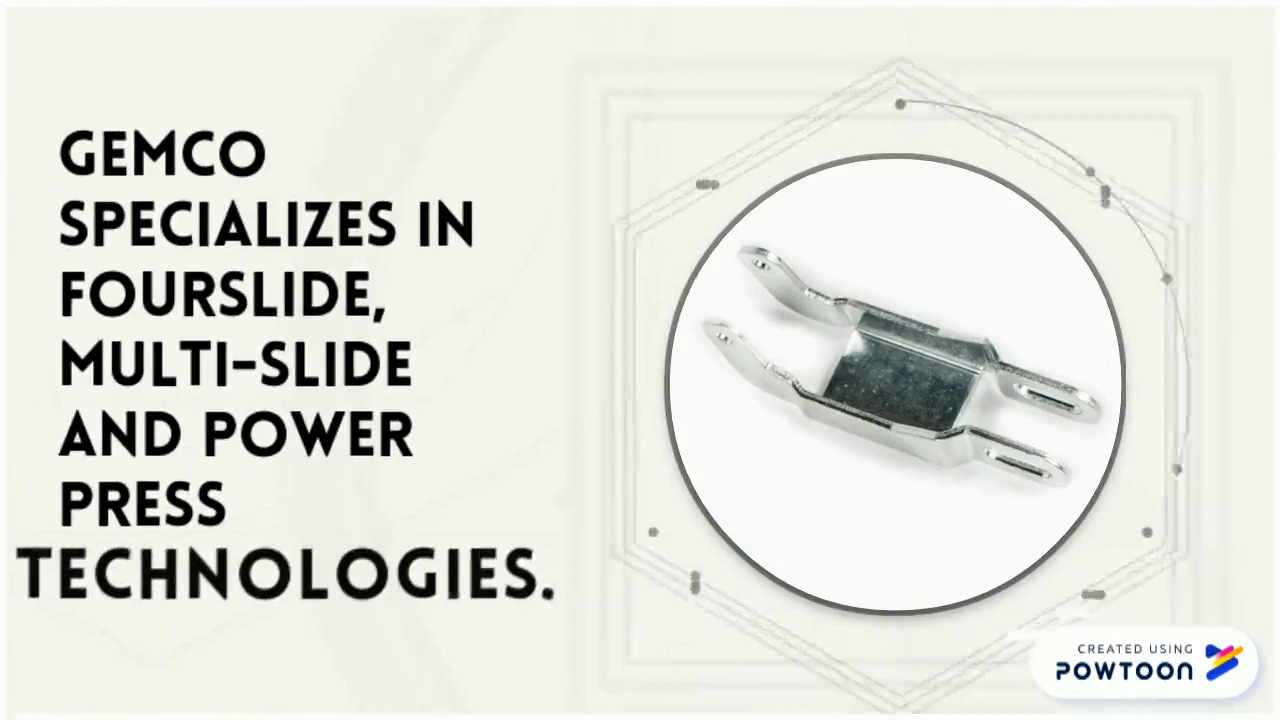 GEMCO
SPECIALIZES IN
FOURSLIDE,
MULTI-SLIDE
AND POWER
PRESS
TECHNOLOGIES.
CREATED USING
POWTOON